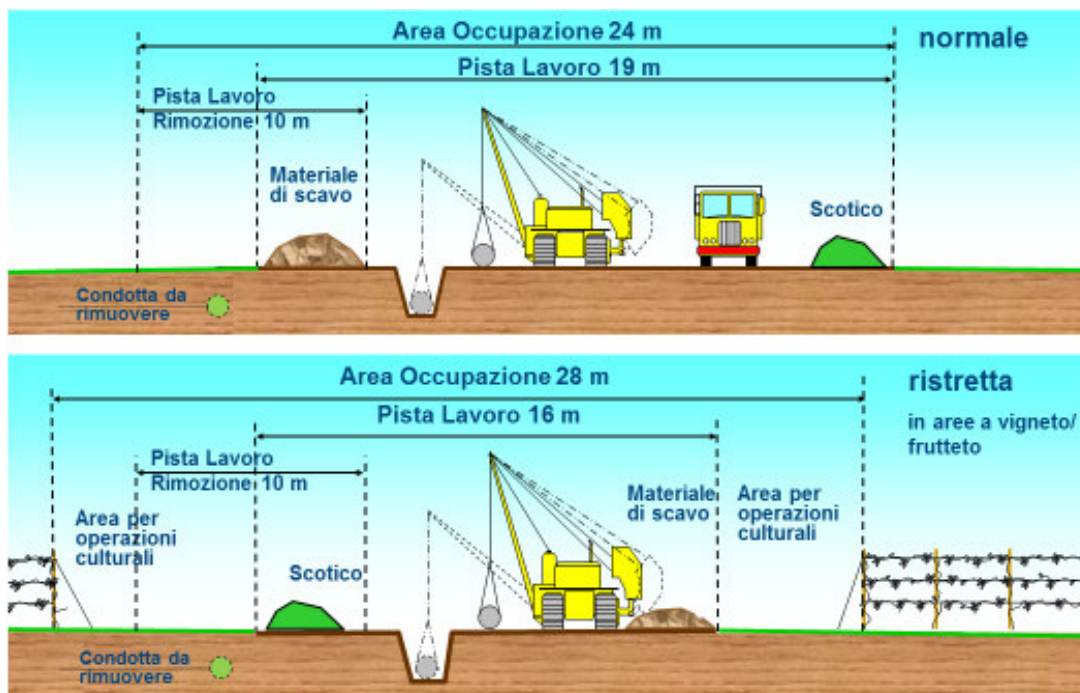 Area Occupazione 24 m
normale
Pista Lavoro 19 m
Pista Lavoro
Rimozione 10 m
Materiale
di scavo
Scotico
Condotta da
rimuovere
Area Occupazione 28 m
ristretta
Pista Lavoro 16 m
in aree a vigneto/
frutteto
Pista Lavoro
Rimozione 10 m
Area per
operazioni
culturali
Scotico
Materiale
di scavo
Area per
operazioni
culturali
Condotta da
rimuovere